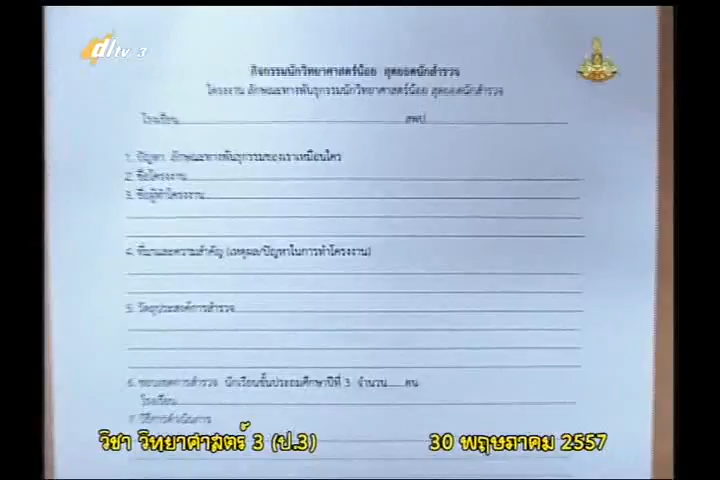 dltv 3
กิจกรรมนักวิทยาศาสตร์น้อย สุดยอดนักสำรวจ
โครงงาน ลักษณะทางพันธุกรรมนักวิทยาศาสตร์น้อย สุดยอดนักสำรวจ
โรงเรียน สพป.
1. ปัญหา ลักษณะทางพันธุกรรมของเราเหมือนใคร
2. ชื่อโครงงาน
3. ชื่อผู้ทำโครงงาน
4. ที่มาและความสำคัญ (เหตุผล/ปัญหาในการทำโครงงาน)
5. วัตถุประสงค์การสำรวจ
6. ขอบเขตการสำรวจ นักเรียนชั้นประถมศึกษาปีที่ 3 จำนวน.....คน
โรงเรียน
7. วิธีการดำเนินการ
วิชา วิทยาศาสตร์ 3 (ป.3) 30 พฤษภาคม 2557